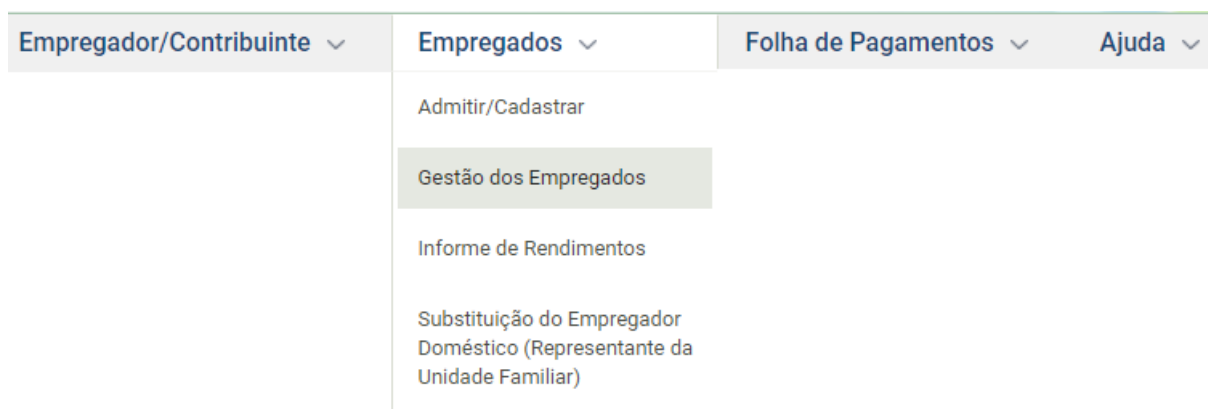 Empregador/Contribuinte
Empregados
Folha de Pagamentos
Ajuda
Admitir/Cadastrar
Gestão dos Empregados
Informe de Rendimentos
Substituição do Empregador
Doméstico (Representante da
Unidade Familiar)